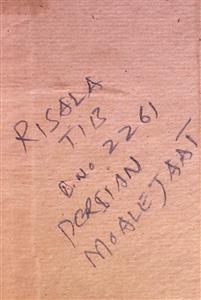 RISALA
TIB
E.No 2261
PERSIAN
MOALEJAAT